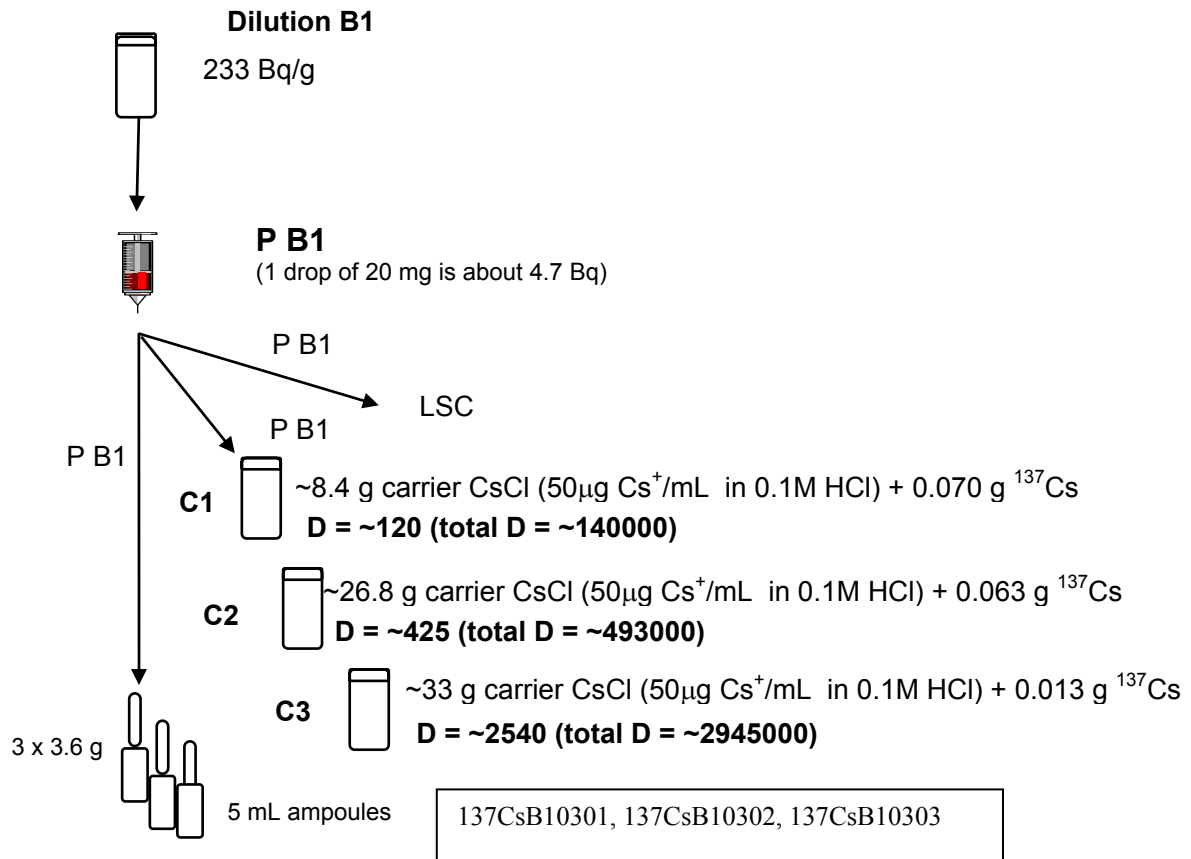 Dilution B1
233 Bq/g
P B1
(1 drop of 20 mg is about 4.7 Bq)
P B1
LSC
P B1
P B1
C1
~8.4 g carrier CsCl (50μg Cs⁺/mL in 0.1M HCl) + 0.070 g ¹³⁷Cs
D = ~120 (total D = ~140000)
C2
~26.8 g carrier CsCl (50μg Cs⁺/mL in 0.1M HCl) + 0.063 g ¹³⁷Cs
D = ~425 (total D = ~493000)
C3
~33 g carrier CsCl (50μg Cs⁺/mL in 0.1M HCl) + 0.013 g ¹³⁷Cs
D = ~2540 (total D = ~2945000)
3 x 3.6 g
5 mL ampoules
137CsB10301, 137CsB10302, 137CsB10303